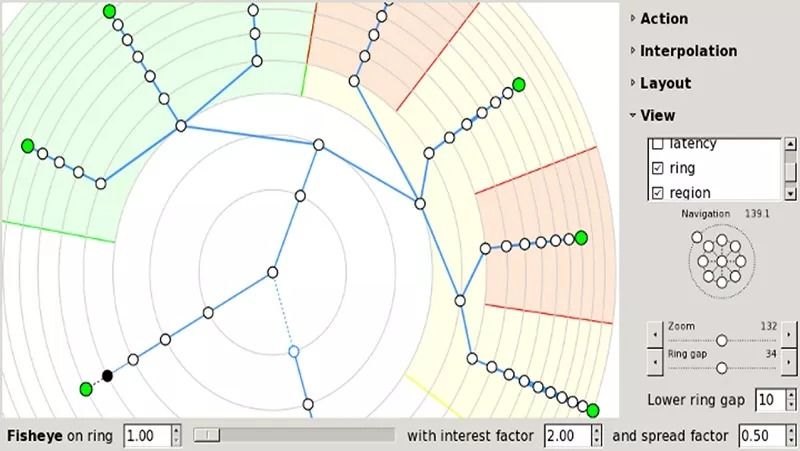 Action
Interpolation
Layout
View
latency
ring
region
Navigation 139.1
Zoom 132
Ring gap 34
Lower ring gap 10
Fisheye on ring 1.00 with interest factor 2.00 and spread factor 0.50